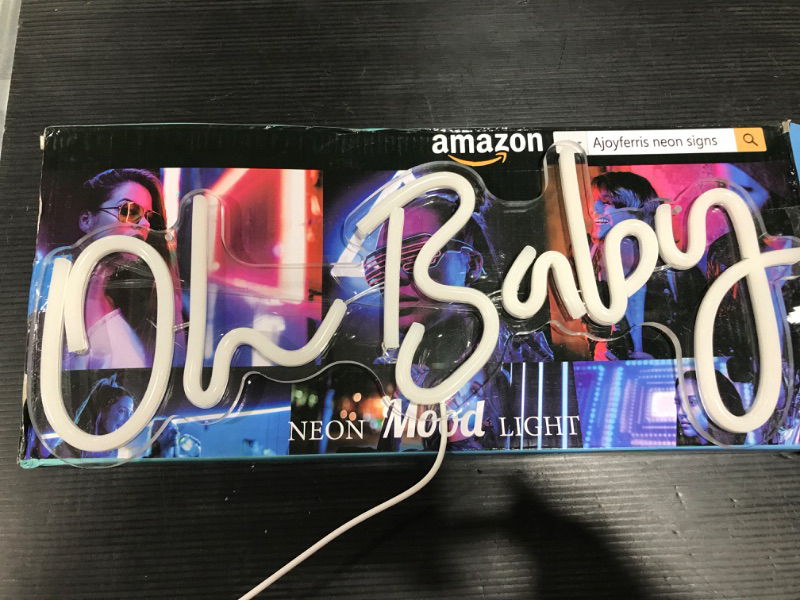 amazon
Ajoyferris neon signs
Oh Baby
NEON Mood LIGHT